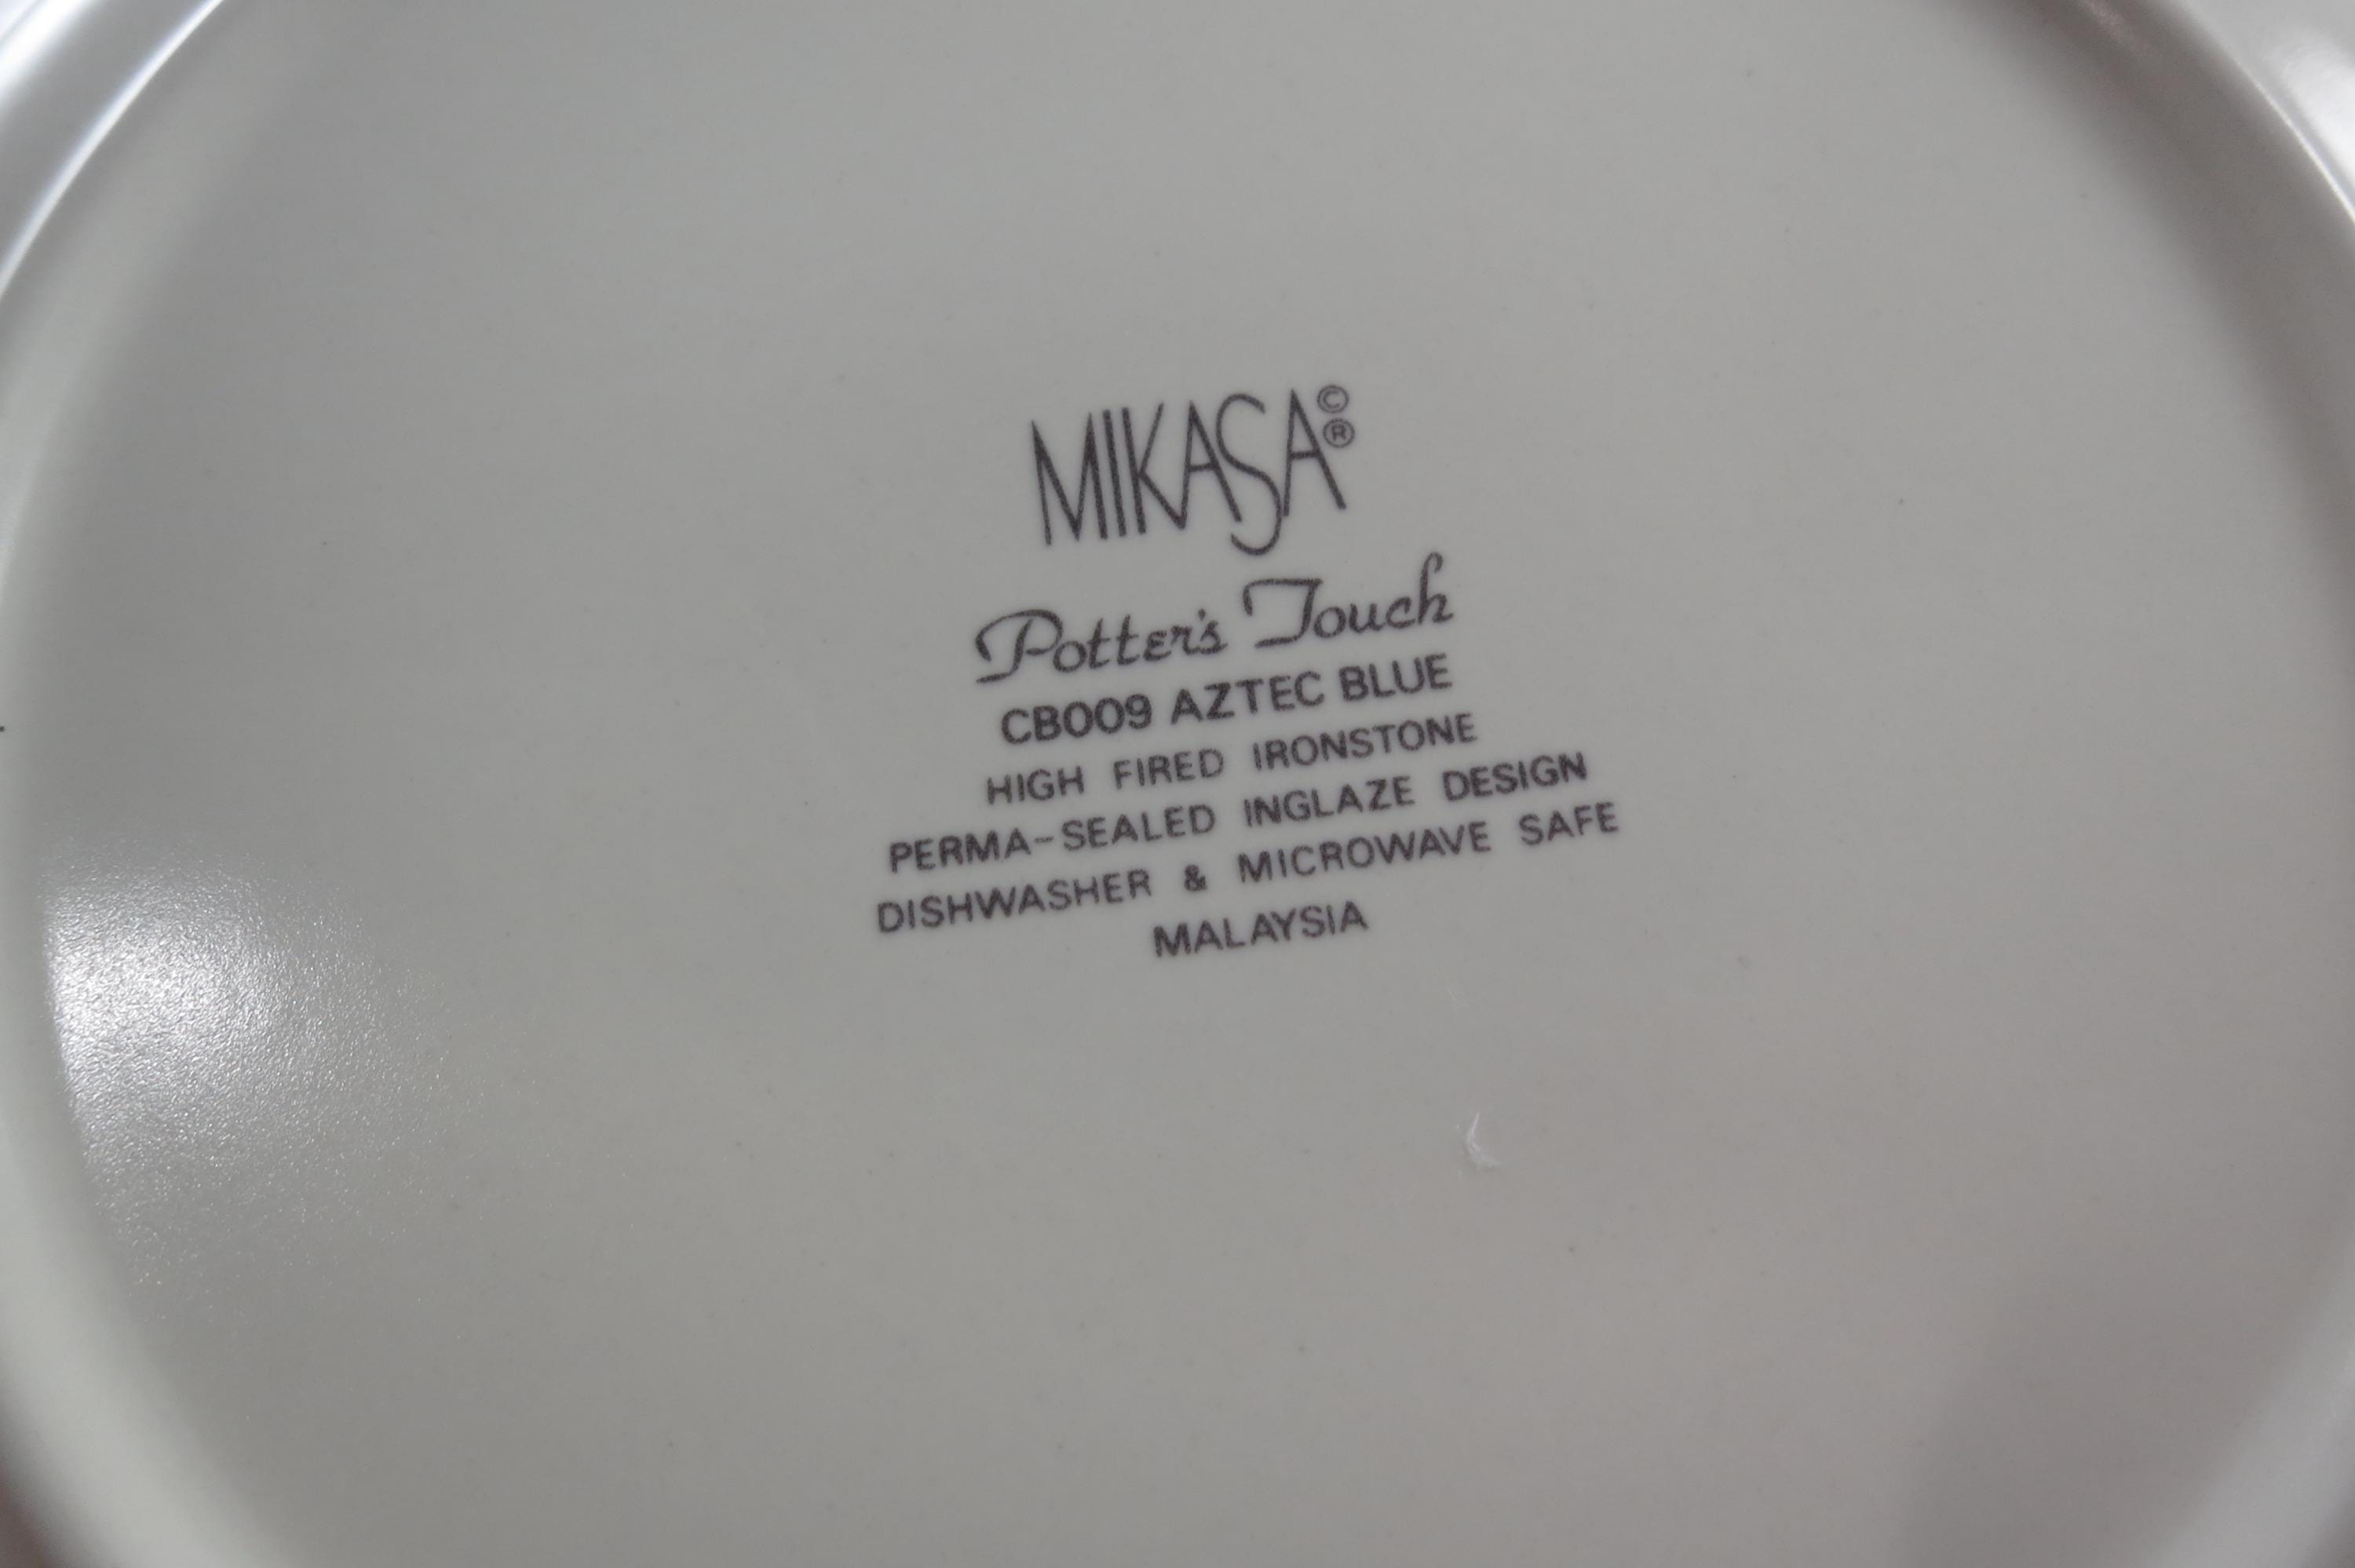 MIKASA©®
Potter's Touch
CB009 AZTEC BLUE
HIGH FIRED IRONSTONE
PERMA-SEALED INGLAZE DESIGN
DISHWASHER & MICROWAVE SAFE
MALAYSIA